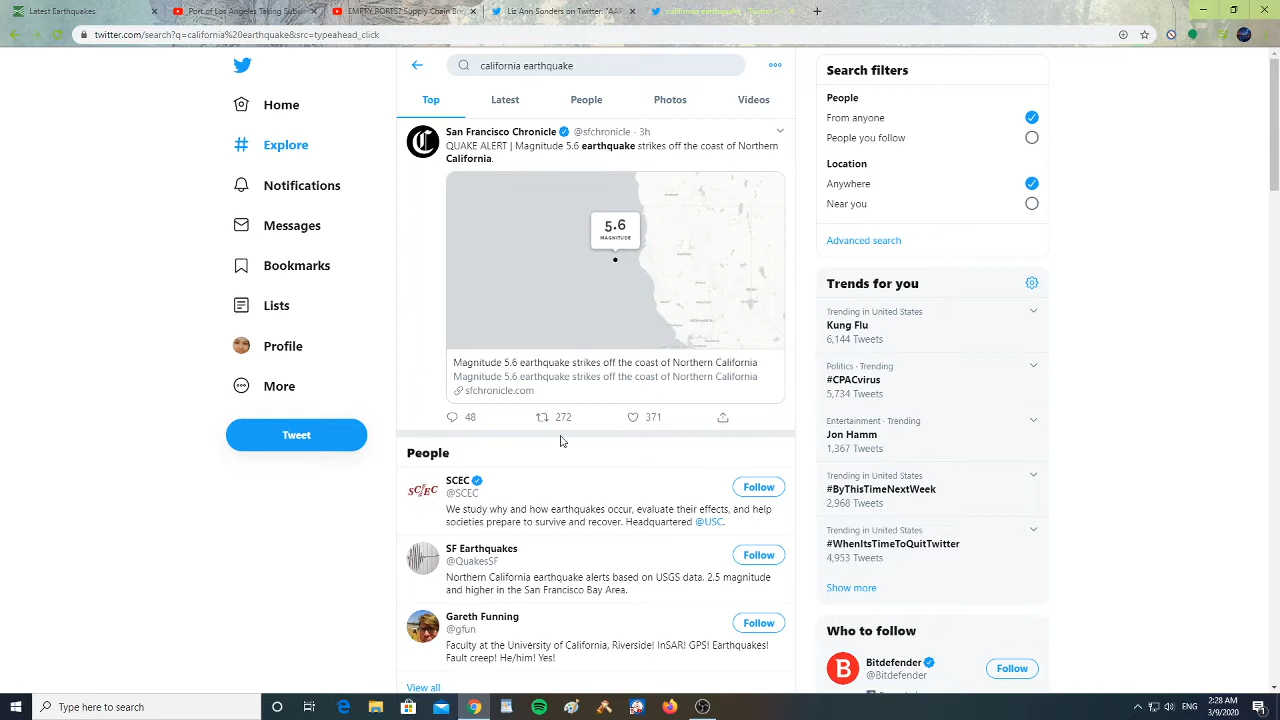 Latest Earthquakes
Port of Los Angeles Taking Subs
EMPTY PORTS? Supply Chain Br
Liz Ann Sonders on Twitter: "AAP
california earthquake - Twitter S
twitter.com/search?q=california%20earthquake&src=typeahead_click
california earthquake
Top
Latest
People
Photos
Videos
Home
Explore
Notifications
Messages
Bookmarks
Lists
Profile
More
Tweet
San Francisco Chronicle @sfchronicle · 3h
QUAKE ALERT | Magnitude 5.6 earthquake strikes off the coast of Northern
California.
5.6
MAGNITUDE
Magnitude 5.6 earthquake strikes off the coast of Northern California
Magnitude 5.6 earthquake strikes off the coast of Northern California
sfchronicle.com
48
272
371
People
SCEC
@SCEC
Follow
We study why and how earthquakes occur, evaluate their effects, and help
societies prepare to survive and recover. Headquartered @USC.
SF Earthquakes
@QuakesSF
Follow
Northern California earthquake alerts based on USGS data. 2.5 magnitude
and higher in the San Francisco Bay Area.
Gareth Funning
@gfun
Follow
Faculty at the University of California, Riverside! InSAR! GPS! Earthquakes!
Fault creep! He/him! Yes!
View all
Search filters
People
From anyone
People you follow
Location
Anywhere
Near you
Advanced search
Trends for you
Trending in United States
Kung Flu
6,144 Tweets
Politics · Trending
#CPACvirus
5,734 Tweets
Entertainment · Trending
Jon Hamm
1,367 Tweets
Trending in United States
#ByThisTimeNextWeek
2,968 Tweets
Trending in United States
#WhenItsTimeToQuitTwitter
4,953 Tweets
Show more
Who to follow
Bitdefender
@Bitdefender
Follow
Type here to search
2:28 AM
3/9/2020